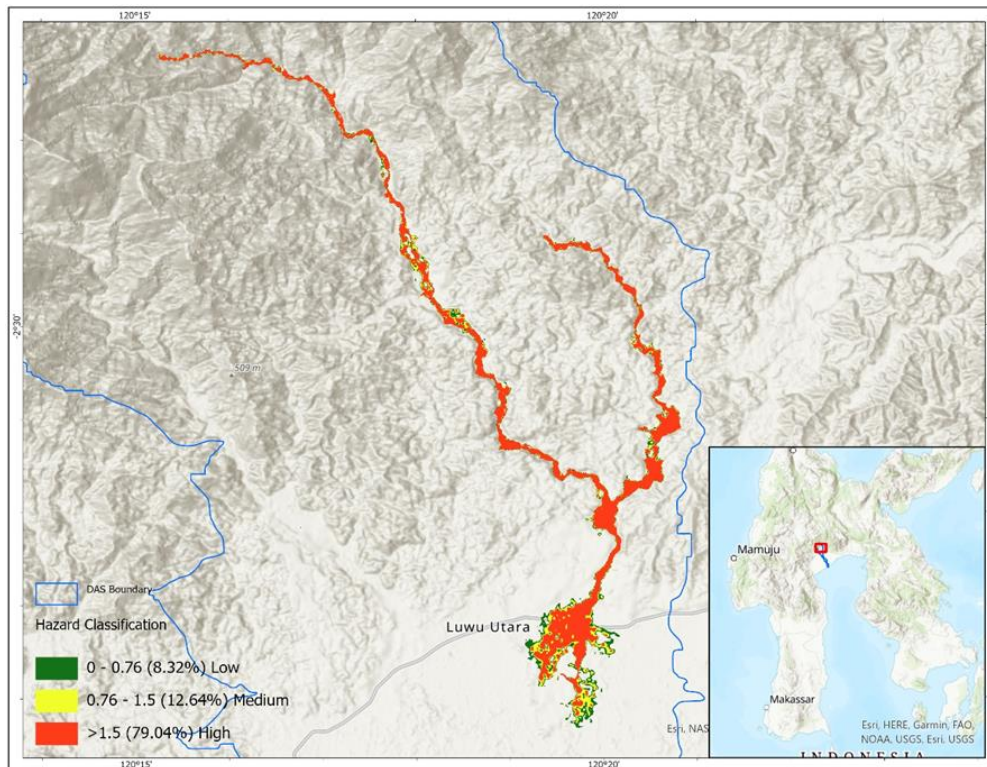 120°15'
120°20'
-2°30'
509 m
Luwu Utara
DAS Boundary
Hazard Classification
0 - 0.76 (8.32%) Low
0.76 - 1.5 (12.64%) Medium
>1.5 (79.04%) High
Esri, NAS
Mamuju
Makassar
Esri, HERE, Garmin, FAO,
NOAA, USGS, Esri, USGS
INDONESIA
120°15'
120°20'